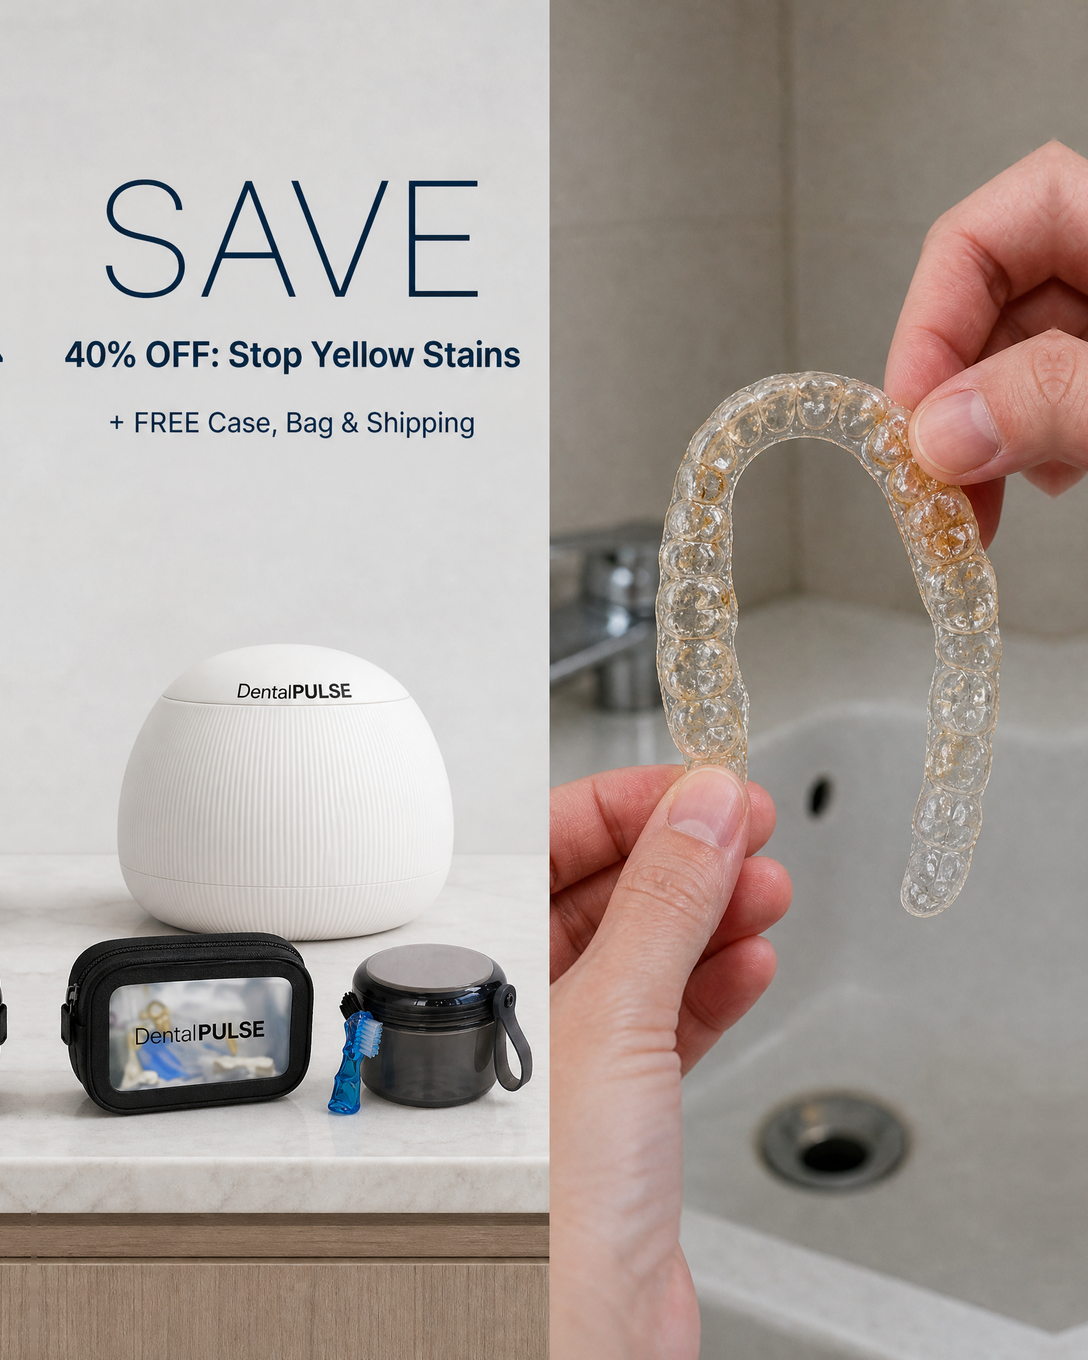 SAVE
40% OFF: Stop Yellow Stains
+ FREE Case, Bag & Shipping
DentalPULSE
DentalPULSE